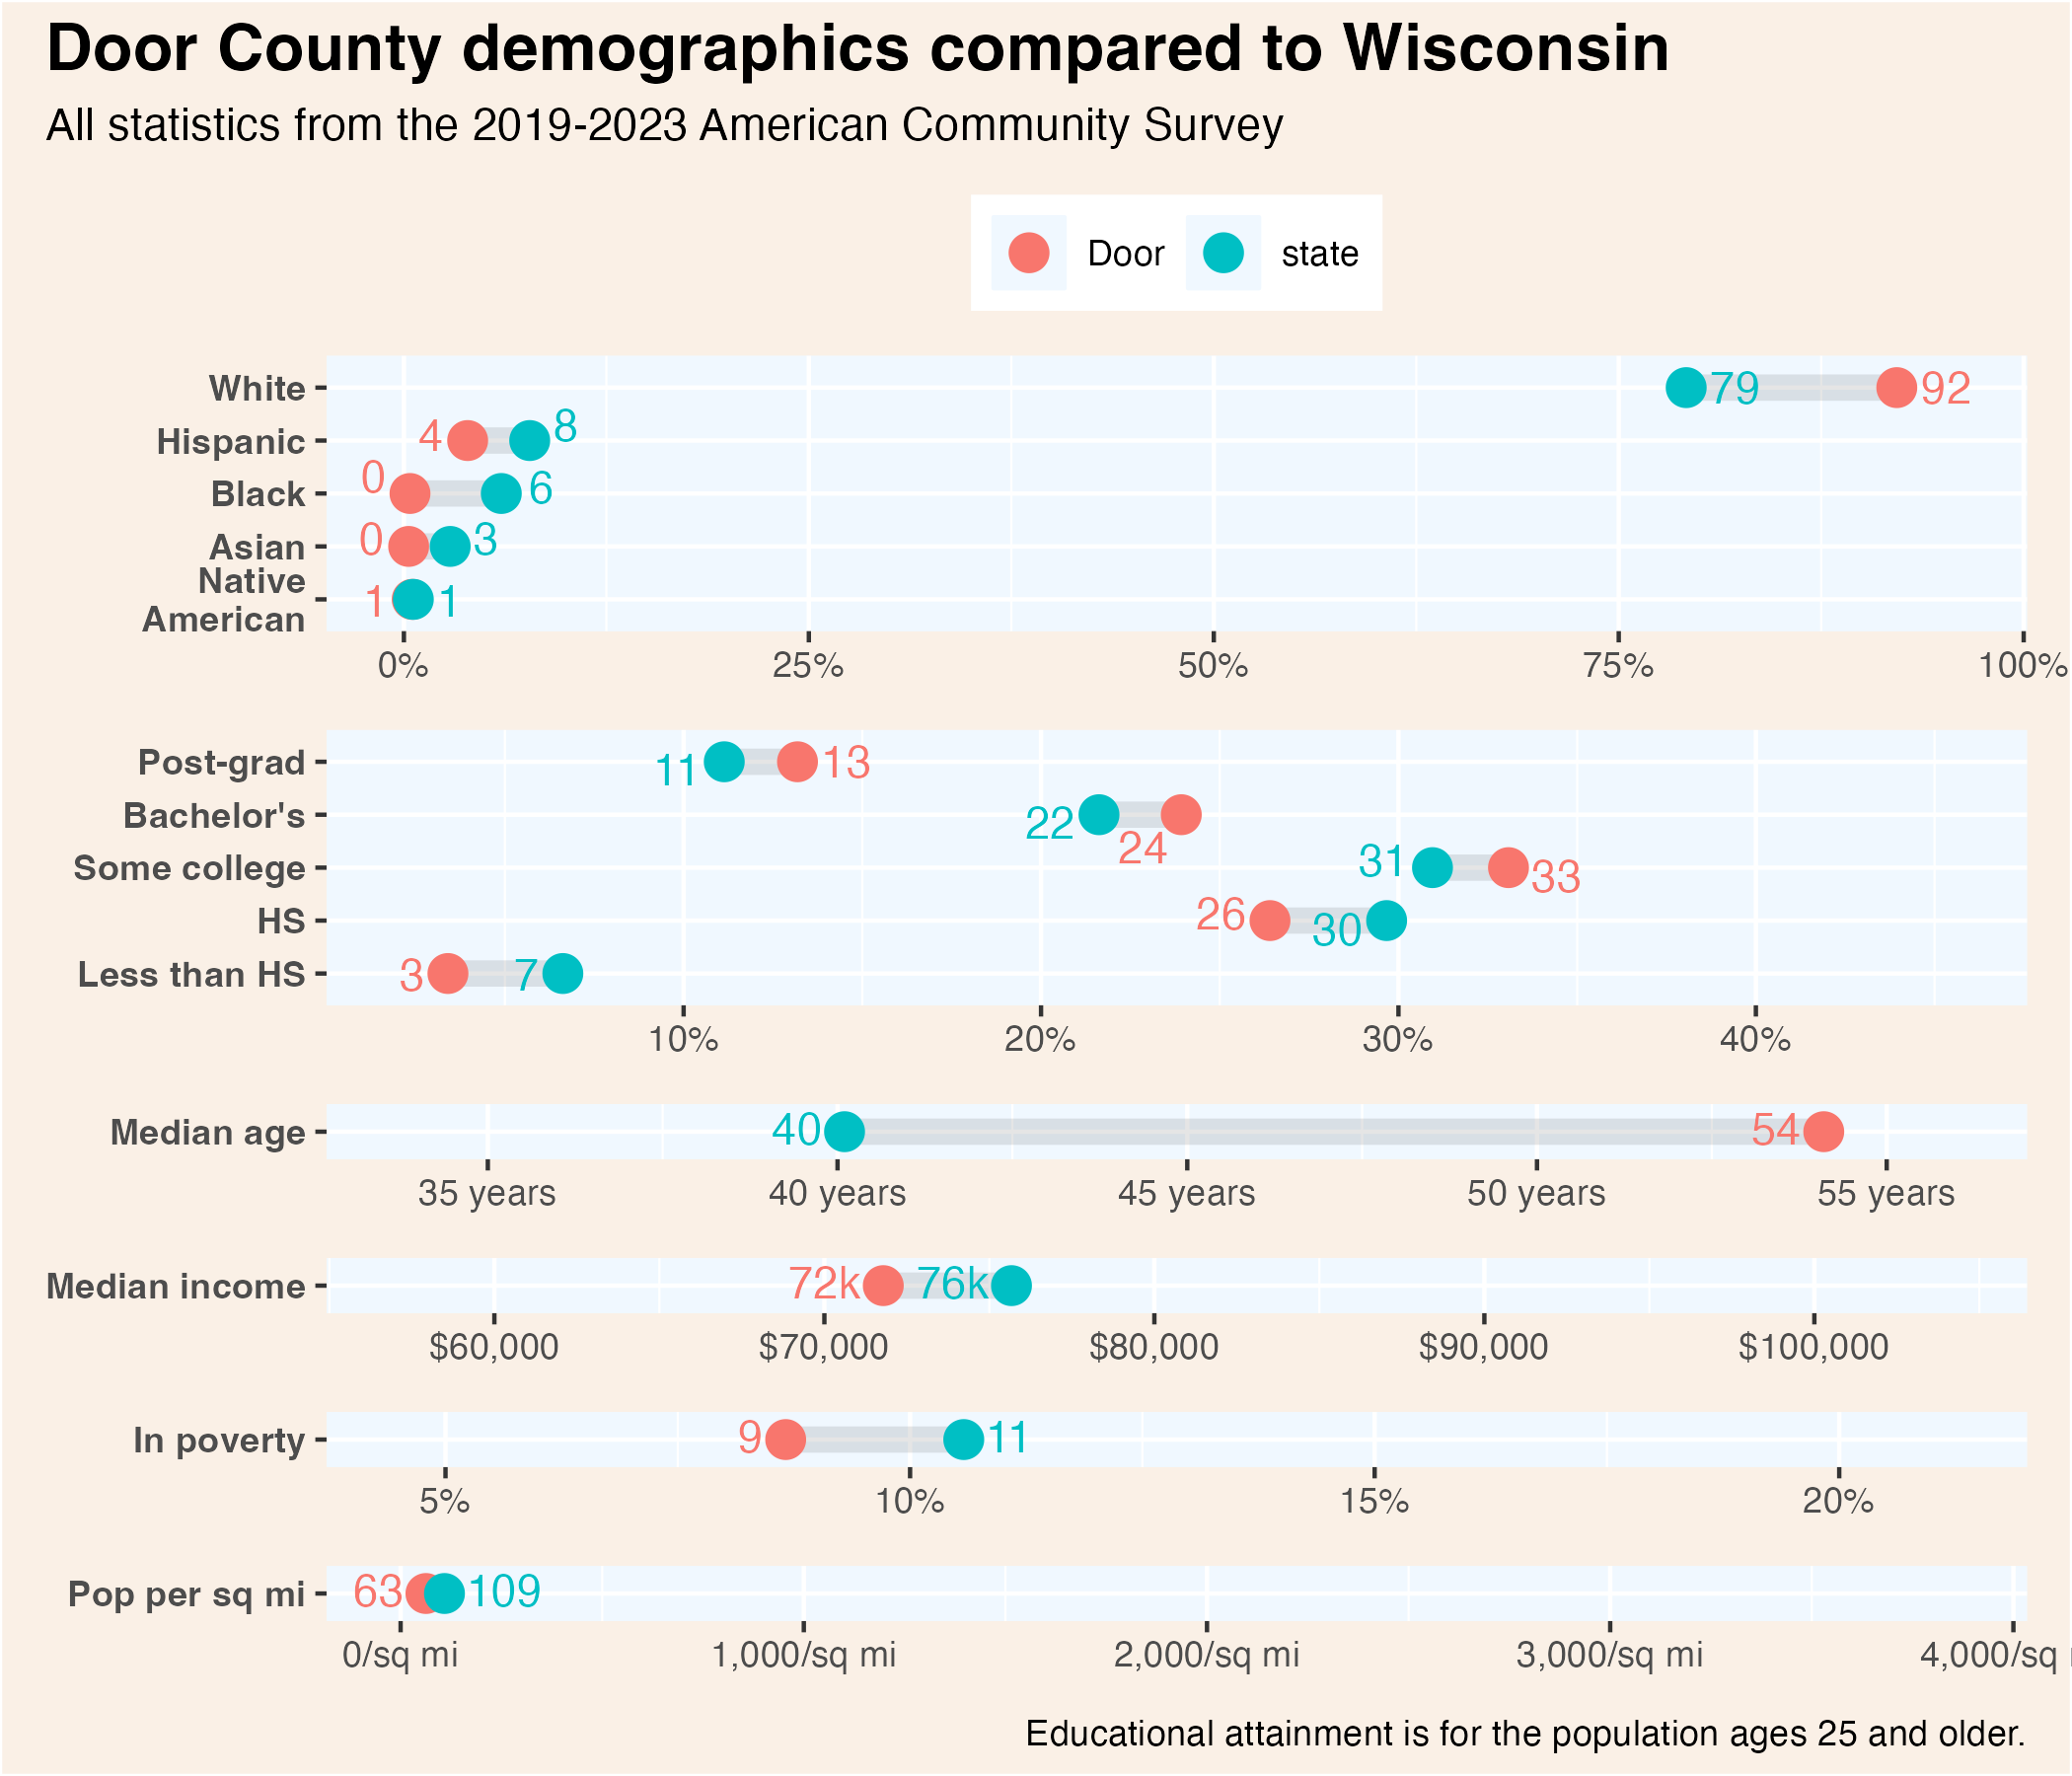 Door County demographics compared to Wisconsin
All statistics from the 2019-2023 American Community Survey
Door state
White 79 92
Hispanic 4 8
Black 0 6
Asian 0 3
Native
American 1 1
0% 25% 50% 75% 100%
Post-grad 11 13
Bachelor's 22 24
Some college 31 33
HS 26 30
Less than HS 3 7
10% 20% 30% 40%
Median age 40 54
35 years 40 years 45 years 50 years 55 years
Median income 72k 76k
$60,000 $70,000 $80,000 $90,000 $100,000
In poverty 9 11
5% 10% 15% 20%
Pop per sq mi 63 109
0/sq mi 1,000/sq mi 2,000/sq mi 3,000/sq mi 4,000/sq
Educational attainment is for the population ages 25 and older.